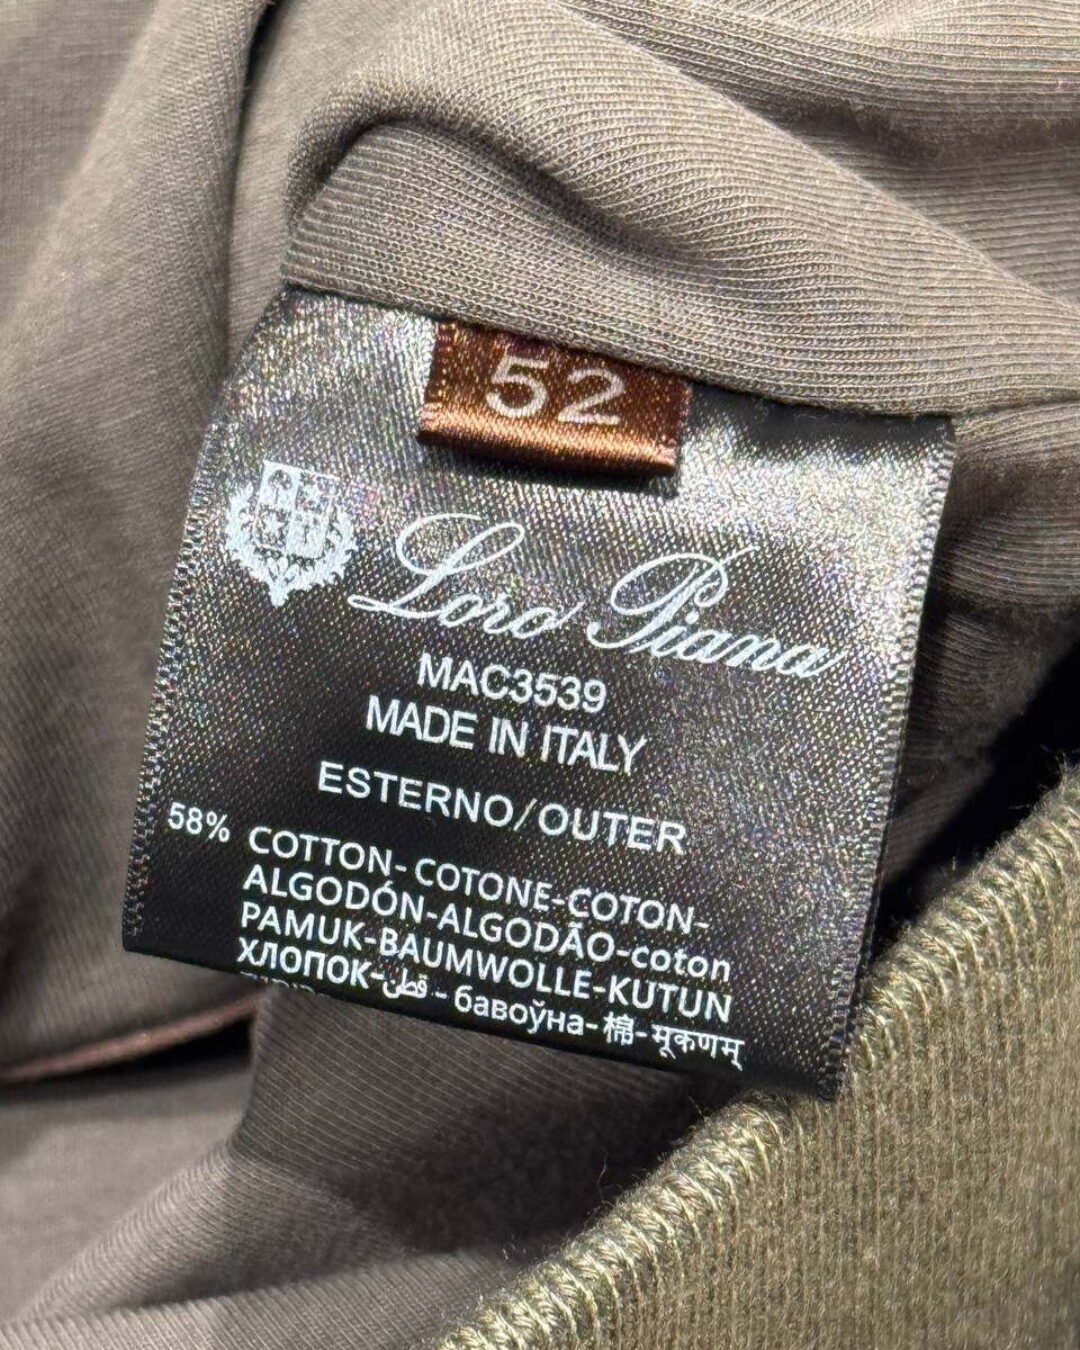 52
Loro Piana
MAC3539
MADE IN ITALY
ESTERNO/OUTER
58% COTTON-COTONE-COTON-
ALGODÓN-ALGODÃO-coton
PAMUK-BAUMWOLLE-KUTUN
ХЛОПОК-قطن-бавоўна-棉-मूकणम्